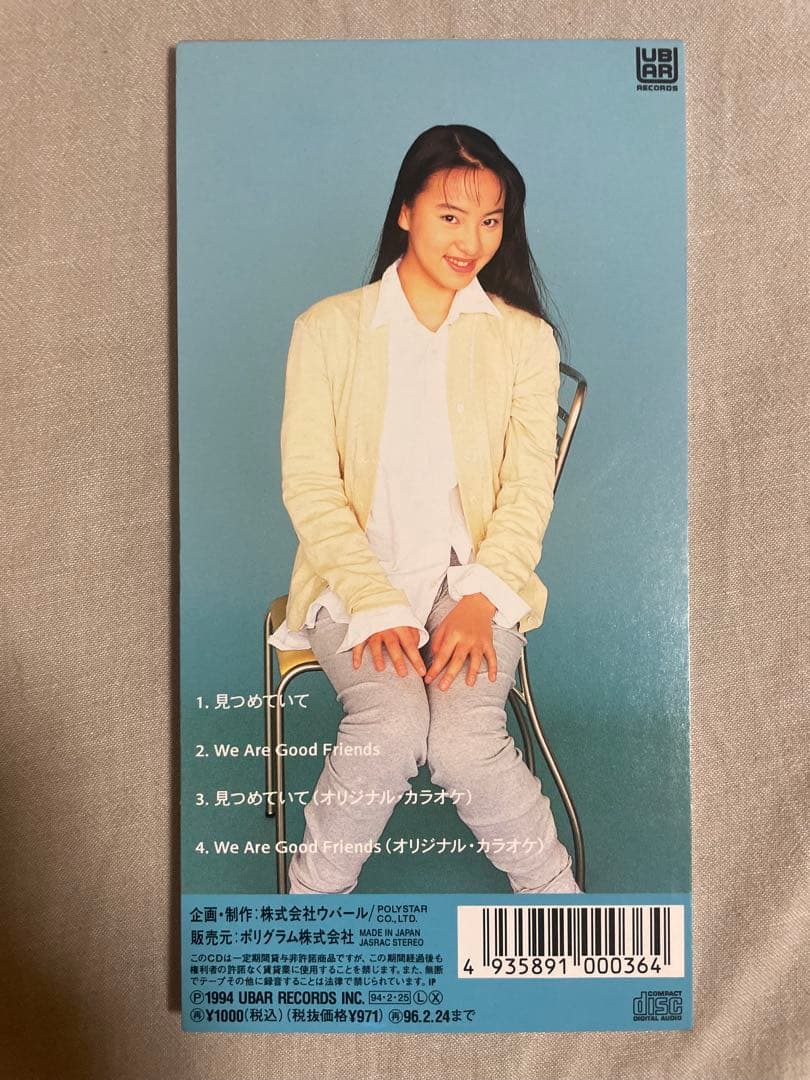 UBAR
RECORDS
1. 見つめていて
2. We Are Good Friends
3. 見つめていて(オリジナル・カラオケ)
4. We Are Good Friends(オリジナル・カラオケ)
企画・制作:株式会社ウバール/POLYSTAR CO.,LTD.
販売元:ポリグラム株式会社 MADE IN JAPAN JASRAC STEREO
このCDは一定期間貸与非許諾商品ですが、この期間経過後も
権利者の許諾なく賃貸業に使用することを禁じます。また、無断
でテープその他に録音することは法律で禁じられています。IP
Ⓟ1994 UBAR RECORDS INC. 94・2・25 Ⓛ Ⓧ
㊢¥1000(税込)(税抜価格¥971) ㊢96.2.24まで
4 935891 000364
COMPACT
disc
DIGITAL AUDIO